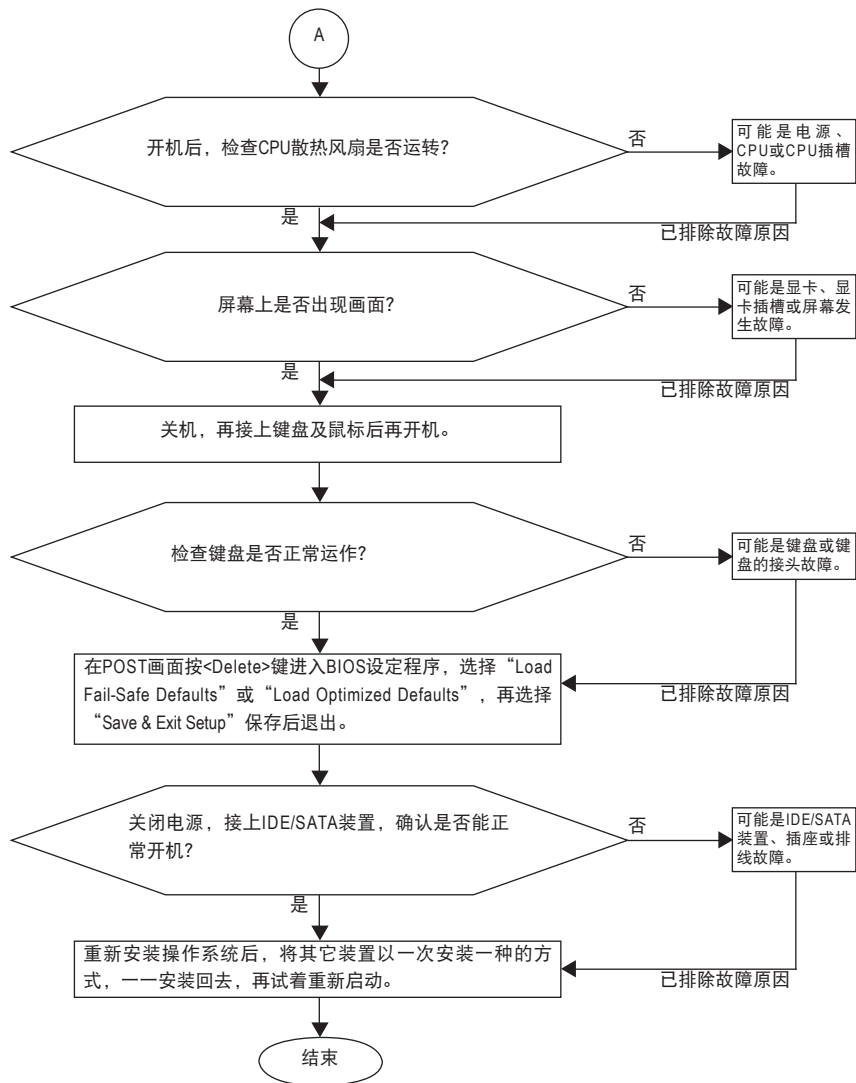 A
开机后，检查CPU散热风扇是否运转？
否
可能是电源、
CPU或CPU插槽
故障。
是
已排除故障原因
屏幕上是否出现画面？
否
可能是显卡、显
卡插槽或屏幕发
生故障。
是
已排除故障原因
关机，再接上键盘及鼠标后再开机。
检查键盘是否正常运作？
否
可能是键盘或键
盘的接头故障。
是
在POST画面按<Delete>键进入BIOS设定程序，选择“Load
Fail-Safe Defaults”或“Load Optimized Defaults”，再选择
“Save & Exit Setup”保存后退出。
已排除故障原因
关闭电源，接上IDE/SATA装置，确认是否能正
常开机？
否
可能是IDE/SATA
装置、插座或排
线故障。
是
重新安装操作系统后，将其它装置以一次安装一种的方
式，一一安装回去，再试着重新启动。
已排除故障原因
结束